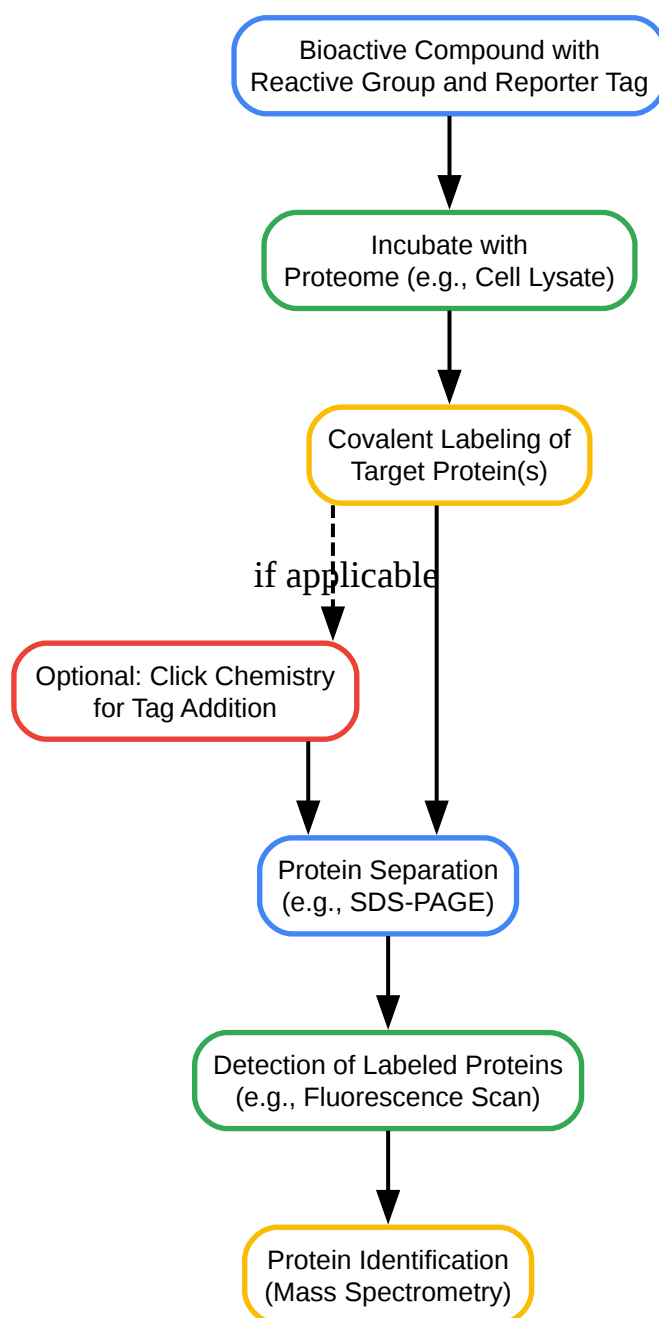 Bioactive Compound with
Reactive Group and Reporter Tag
Incubate with
Proteome (e.g., Cell Lysate)
Covalent Labeling of
Target Protein(s)
if applicable
Optional: Click Chemistry
for Tag Addition
Protein Separation
(e.g., SDS-PAGE)
Detection of Labeled Proteins
(e.g., Fluorescence Scan)
Protein Identification
(Mass Spectrometry)